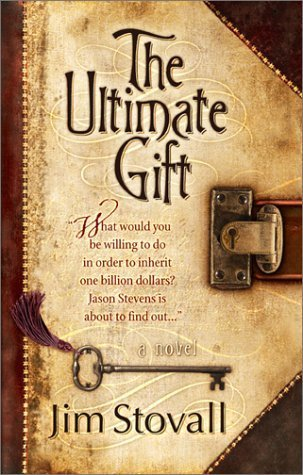 The
Ultimate
Gift
"What would you
be willing to do
in order to inherit
one billion dollars?
Jason Stevens is
about to find out..."
a novel
Jim Stovall